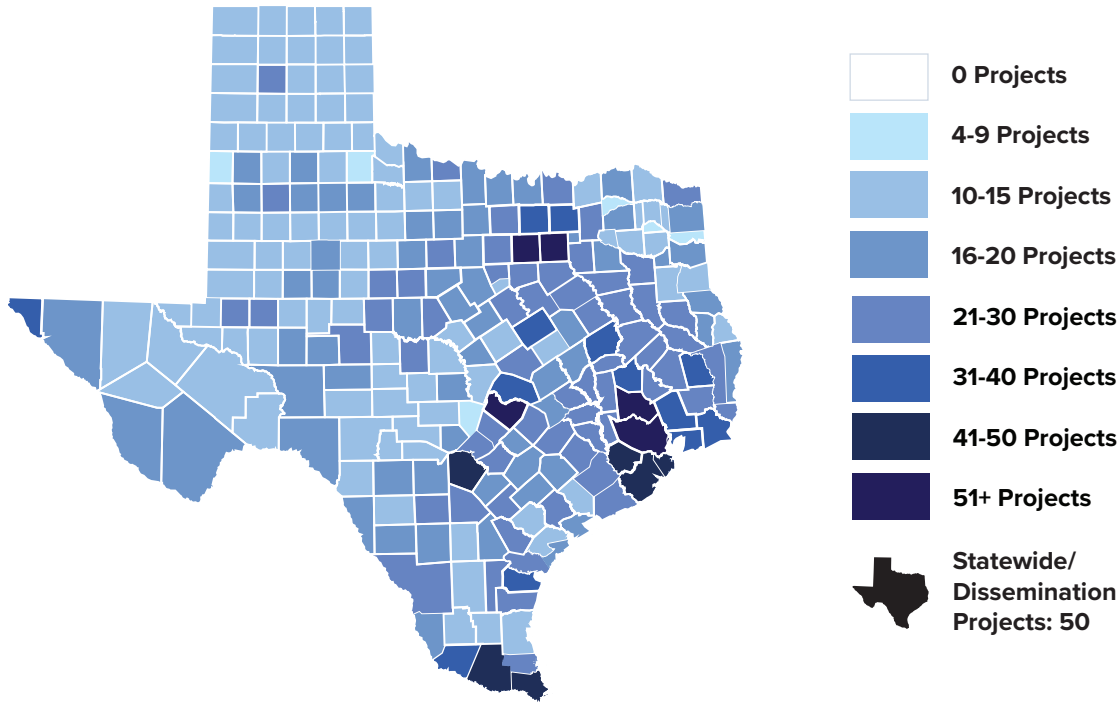 0 Projects
4-9 Projects
10-15 Projects
16-20 Projects
21-30 Projects
31-40 Projects
41-50 Projects
51+ Projects
Statewide/
Dissemination
Projects: 50